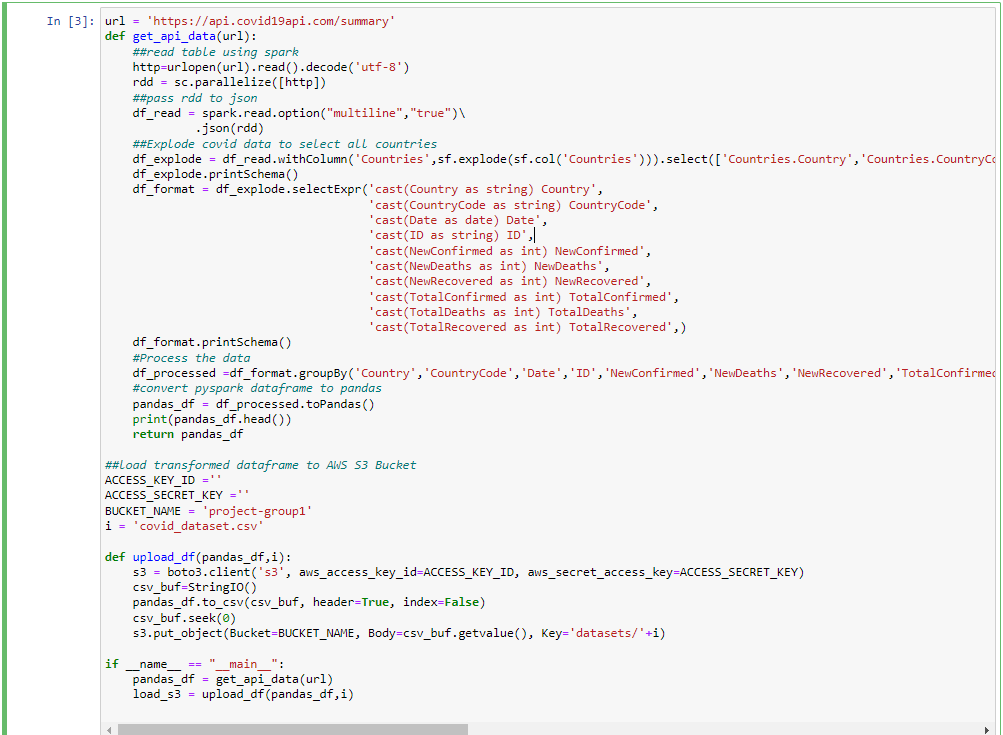 In [3]: url = 'https://api.covid19api.com/summary'
def get_api_data(url):
    ##read table using spark
    http=urlopen(url).read().decode('utf-8')
    rdd = sc.parallelize([http])
    ##pass rdd to json
    df_read = spark.read.option("multiline","true")\
             .json(rdd)
    ##Explode covid data to select all countries
    df_explode = df_read.withColumn('Countries',sf.explode(sf.col('Countries'))).select(['Countries.Country','Countries.CountryCo
    df_explode.printSchema()
    df_format = df_explode.selectExpr('cast(Country as string) Country',
                                      'cast(CountryCode as string) CountryCode',
                                      'cast(Date as date) Date',
                                      'cast(ID as string) ID',
                                      'cast(NewConfirmed as int) NewConfirmed',
                                      'cast(NewDeaths as int) NewDeaths',
                                      'cast(NewRecovered as int) NewRecovered',
                                      'cast(TotalConfirmed as int) TotalConfirmed',
                                      'cast(TotalDeaths as int) TotalDeaths',
                                      'cast(TotalRecovered as int) TotalRecovered',)
    df_format.printSchema()
    #Process the data
    df_processed =df_format.groupBy('Country','CountryCode','Date','ID','NewConfirmed','NewDeaths','NewRecovered','TotalConfirmed
    #convert pyspark dataframe to pandas
    pandas_df = df_processed.toPandas()
    print(pandas_df.head())
    return pandas_df
##load transformed dataframe to AWS S3 Bucket
ACCESS_KEY_ID =''
ACCESS_SECRET_KEY =''
BUCKET_NAME = 'project-group1'
i = 'covid_dataset.csv'
def upload_df(pandas_df,i):
    s3 = boto3.client('s3', aws_access_key_id=ACCESS_KEY_ID, aws_secret_access_key=ACCESS_SECRET_KEY)
    csv_buf=StringIO()
    pandas_df.to_csv(csv_buf, header=True, index=False)
    csv_buf.seek(0)
    s3.put_object(Bucket=BUCKET_NAME, Body=csv_buf.getvalue(), Key='datasets/'+i)
if __name__ == "__main__":
    pandas_df = get_api_data(url)
    load_s3 = upload_df(pandas_df,i)